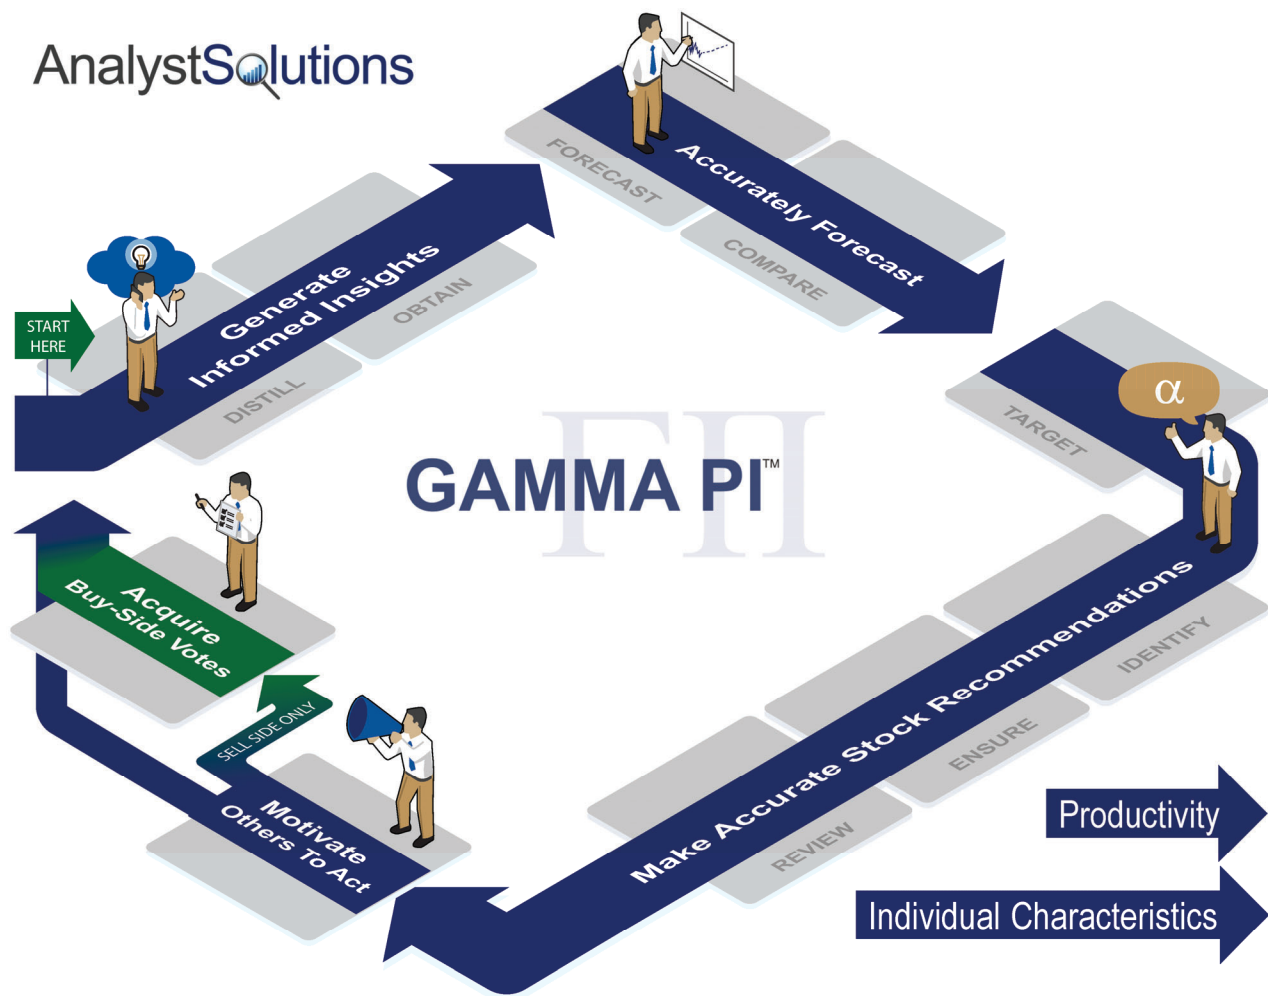 AnalystSolutions
START
HERE
Generate
Informed Insights
DISTILL
OBTAIN
Accurately Forecast
FORECAST
COMPARE
α
TARGET
ΓΠ
GAMMA PI™
Make Accurate Stock Recommendations
IDENTIFY
ENSURE
REVIEW
Motivate
Others To Act
SELL SIDE ONLY
Acquire
Buy-Side Votes
Productivity
Individual Characteristics